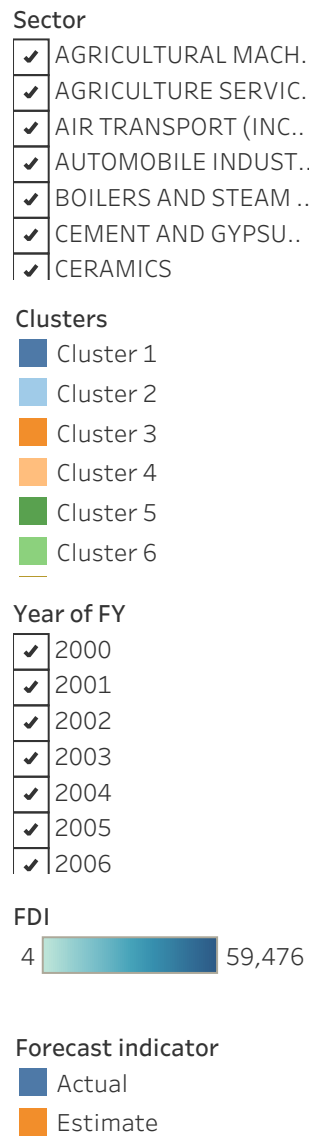 Sector
AGRICULTURAL MACH.
AGRICULTURE SERVIC.
AIR TRANSPORT (INC..
AUTOMOBILE INDUST..
BOILERS AND STEAM ..
CEMENT AND GYPSU..
CERAMICS
Clusters
Cluster 1
Cluster 2
Cluster 3
Cluster 4
Cluster 5
Cluster 6
Year of FY
2000
2001
2002
2003
2004
2005
2006
FDI
4 59,476
Forecast indicator
Actual
Estimate